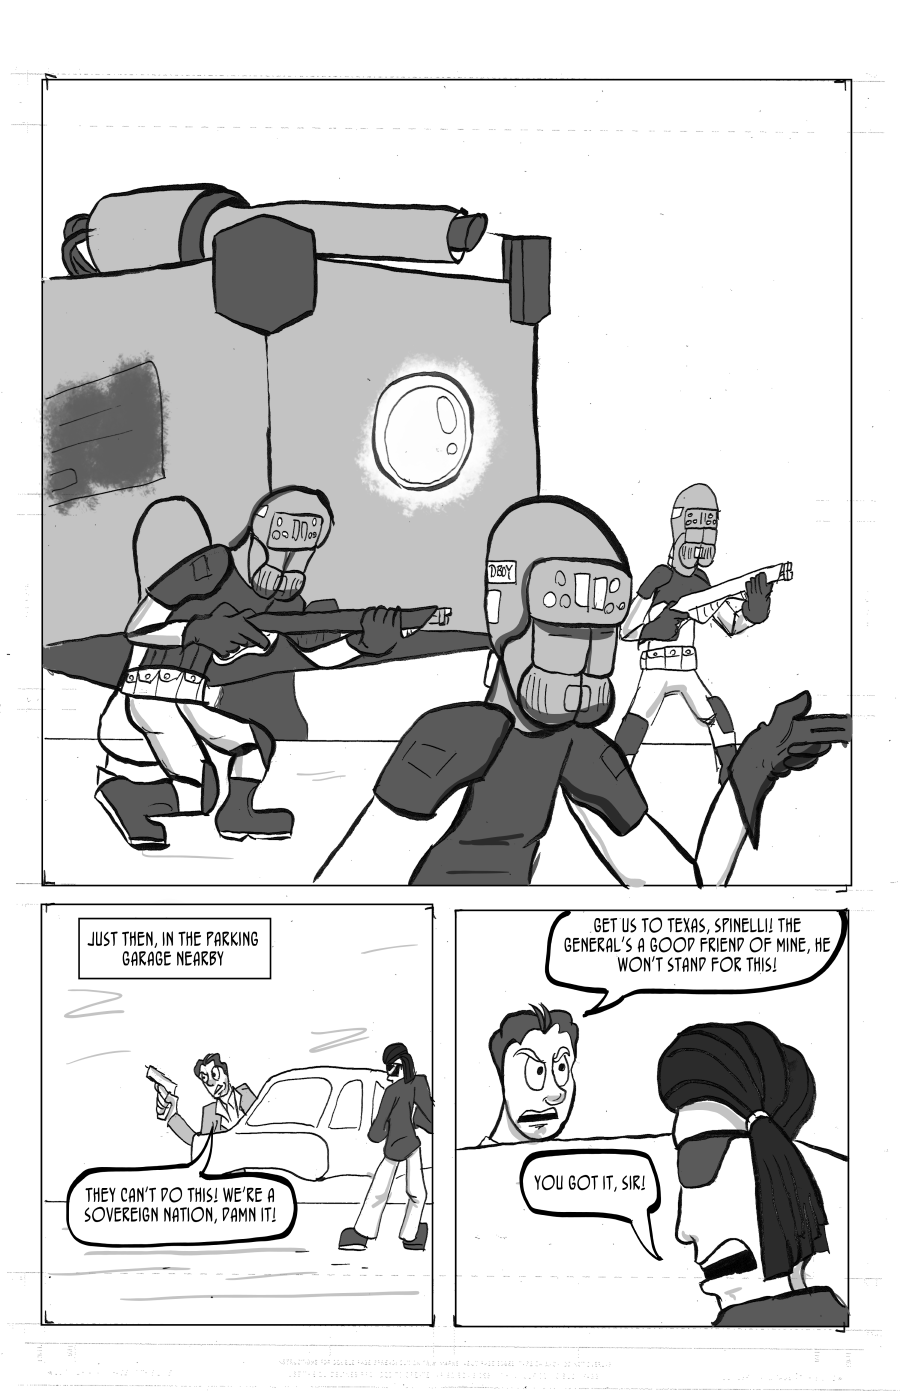 DBOY
JUST THEN, IN THE PARKING
GARAGE NEARBY
THEY CAN'T DO THIS! WE'RE A
SOVEREIGN NATION, DAMN IT!
GET US TO TEXAS, SPINELLI! THE
GENERAL'S A GOOD FRIEND OF MINE, HE
WON'T STAND FOR THIS!
YOU GOT IT, SIR!